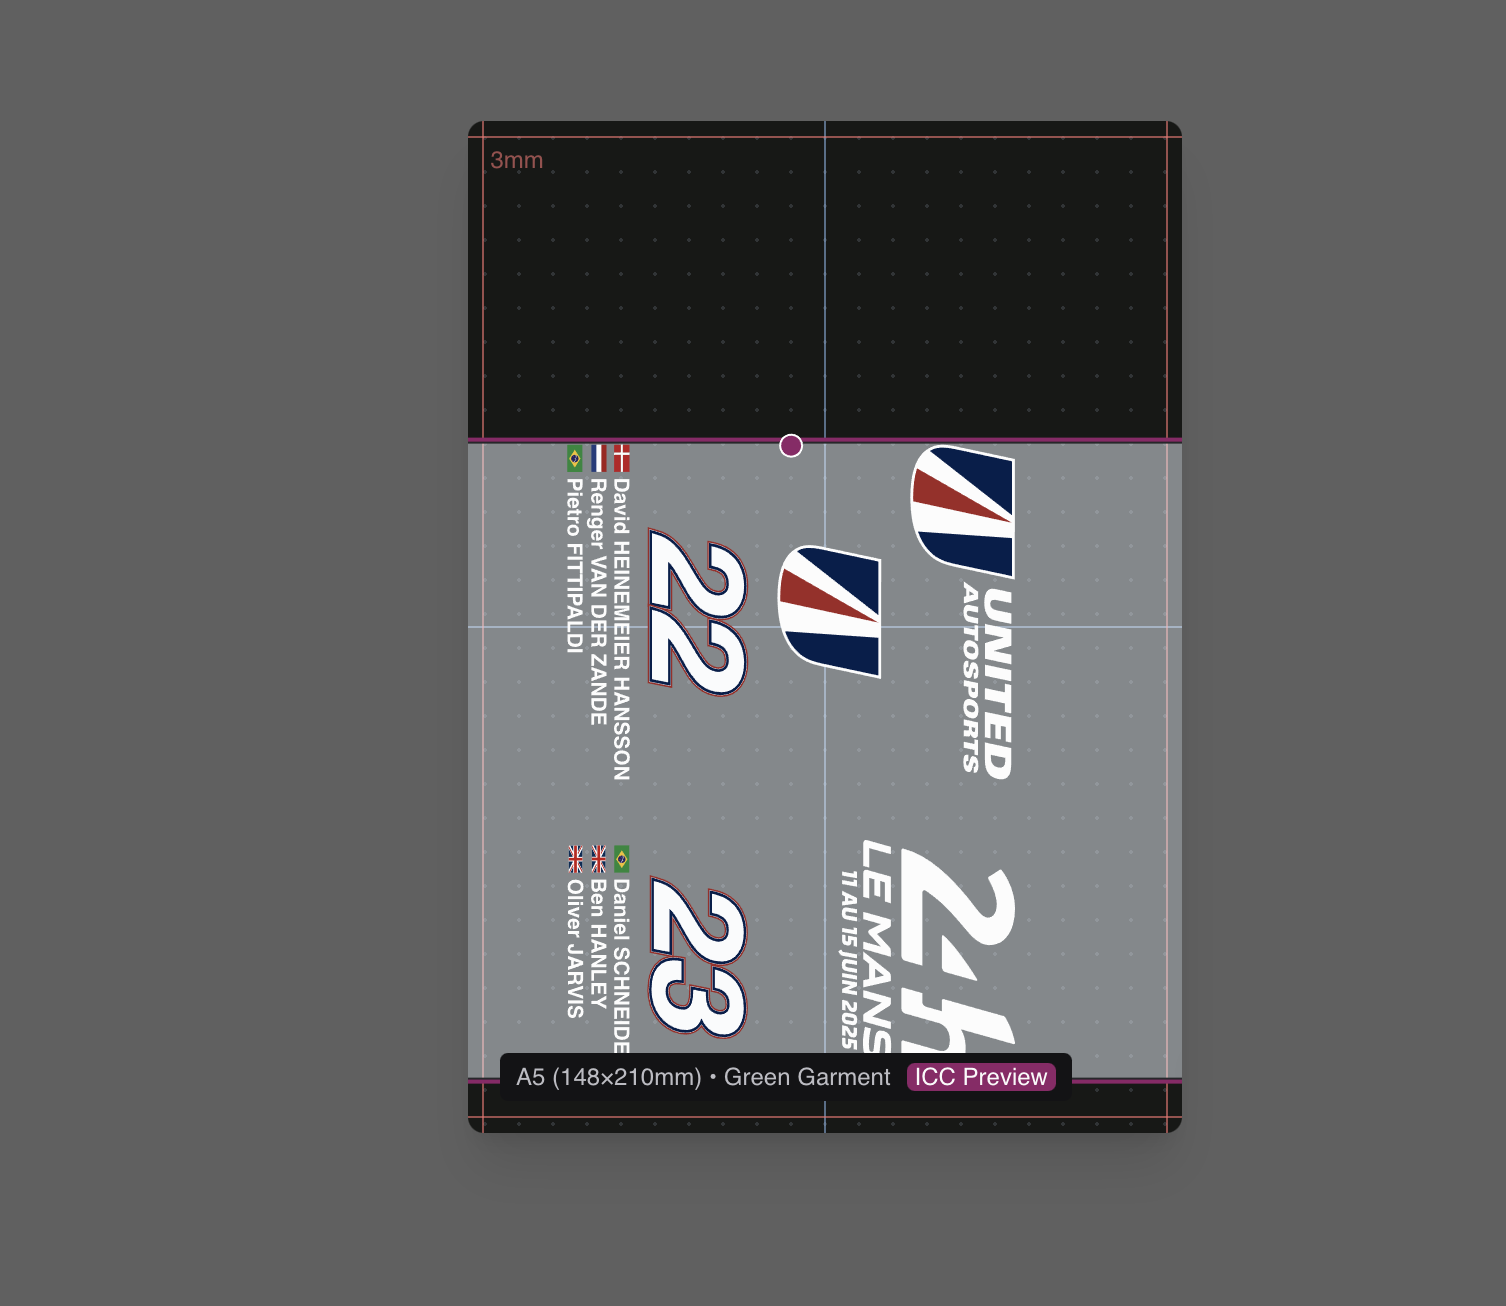 3mm
UNITED
AUTOSPORTS
22
David HEINEMEIER HANSSON
Renger VAN DER ZANDE
Pietro FITTIPALDI
24h
LE MANS
11 AU 15 JUIN 2025
23
Daniel SCHNEIDE
Ben HANLEY
Oliver JARVIS
A5 (148×210mm) • Green Garment ICC Preview